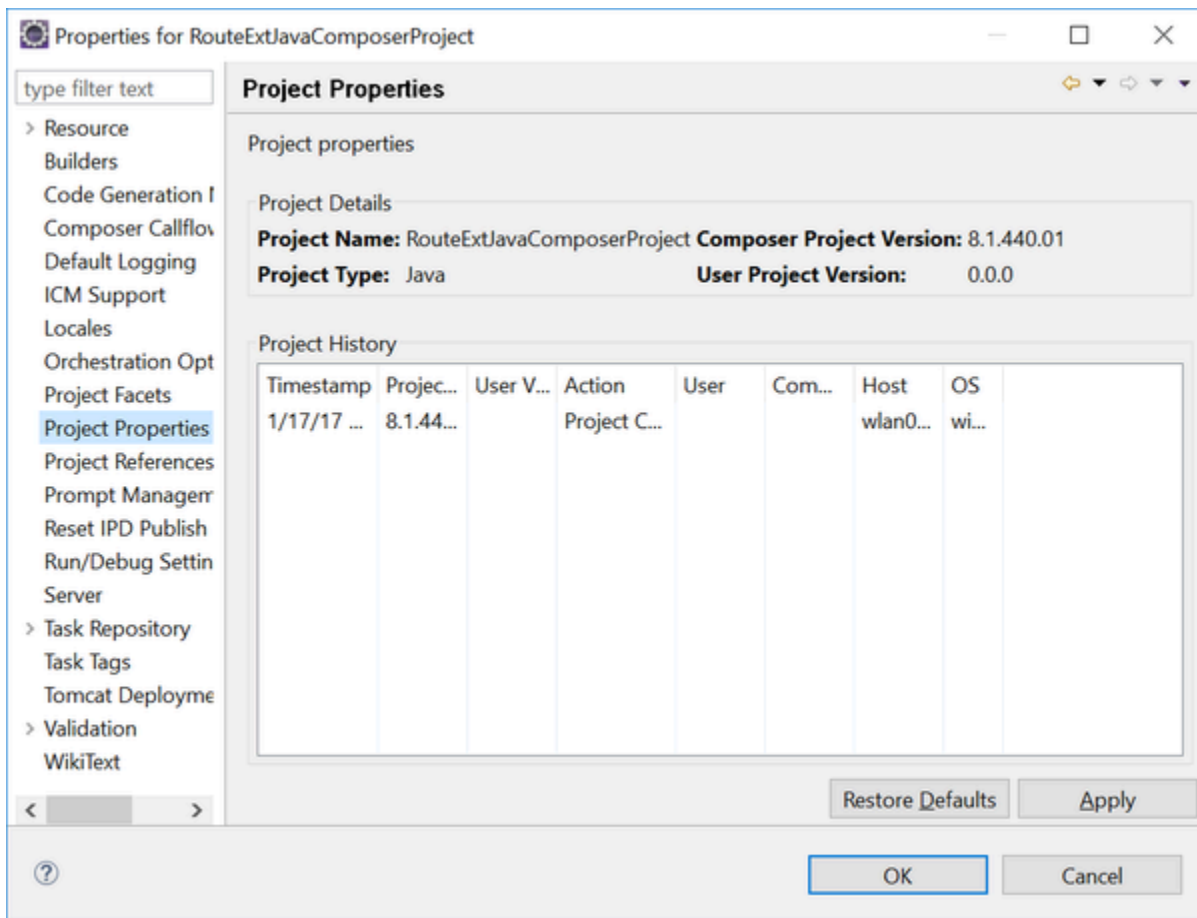 Properties for RouteExtJavaComposerProject
type filter text
Resource
Builders
Code Generation
Composer Callflow
Default Logging
ICM Support
Locales
Orchestration Opt
Project Facets
Project Properties
Project References
Prompt Managem
Reset IPD Publish
Run/Debug Settin
Server
Task Repository
Task Tags
Tomcat Deployme
Validation
WikiText
Project Properties
Project properties
Project Details
Project Name: RouteExtJavaComposerProject Composer Project Version: 8.1.440.01
Project Type: Java User Project Version: 0.0.0
Project History
Timestamp Projec... User V... Action User Com... Host OS
1/17/17 ... 8.1.44... Project C... wlan0... wi...
Restore Defaults Apply
OK Cancel